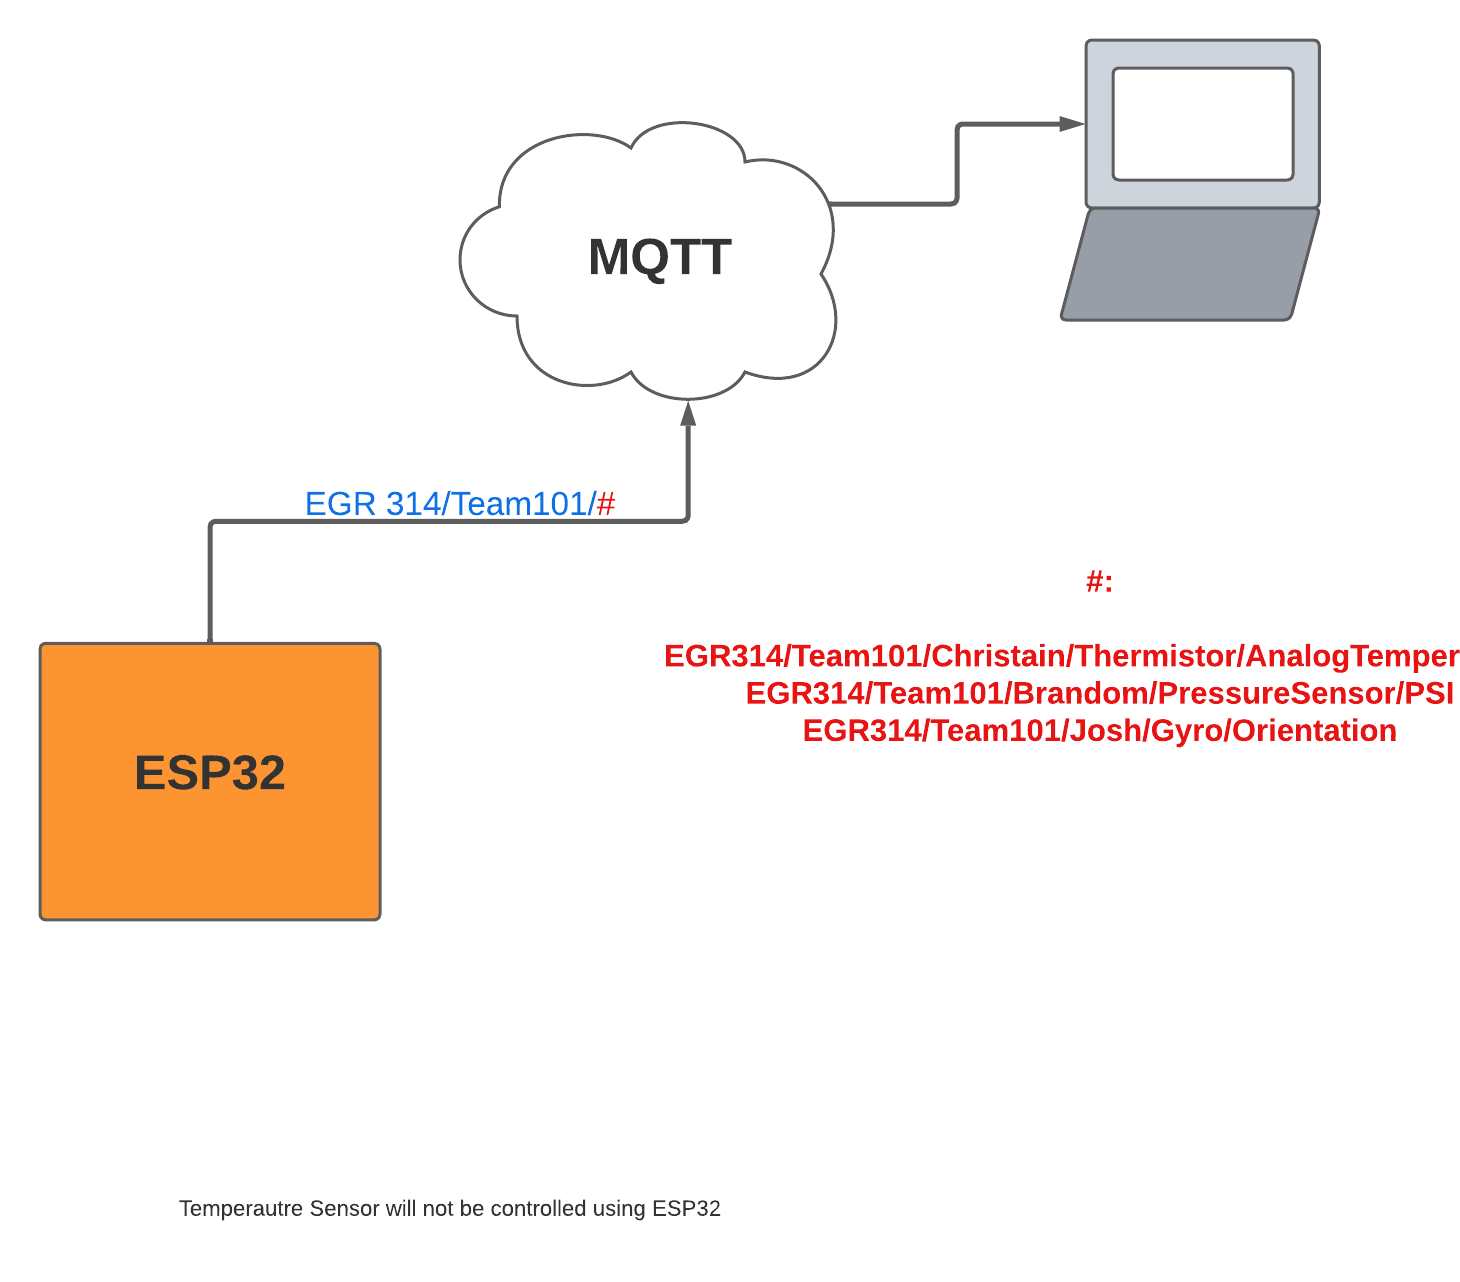 MQTT
EGR 314/Team101/#
#:
EGR314/Team101/Christain/Thermistor/AnalogTemper
EGR314/Team101/Brandom/PressureSensor/PSI
EGR314/Team101/Josh/Gyro/Orientation
ESP32
Temperautre Sensor will not be controlled using ESP32